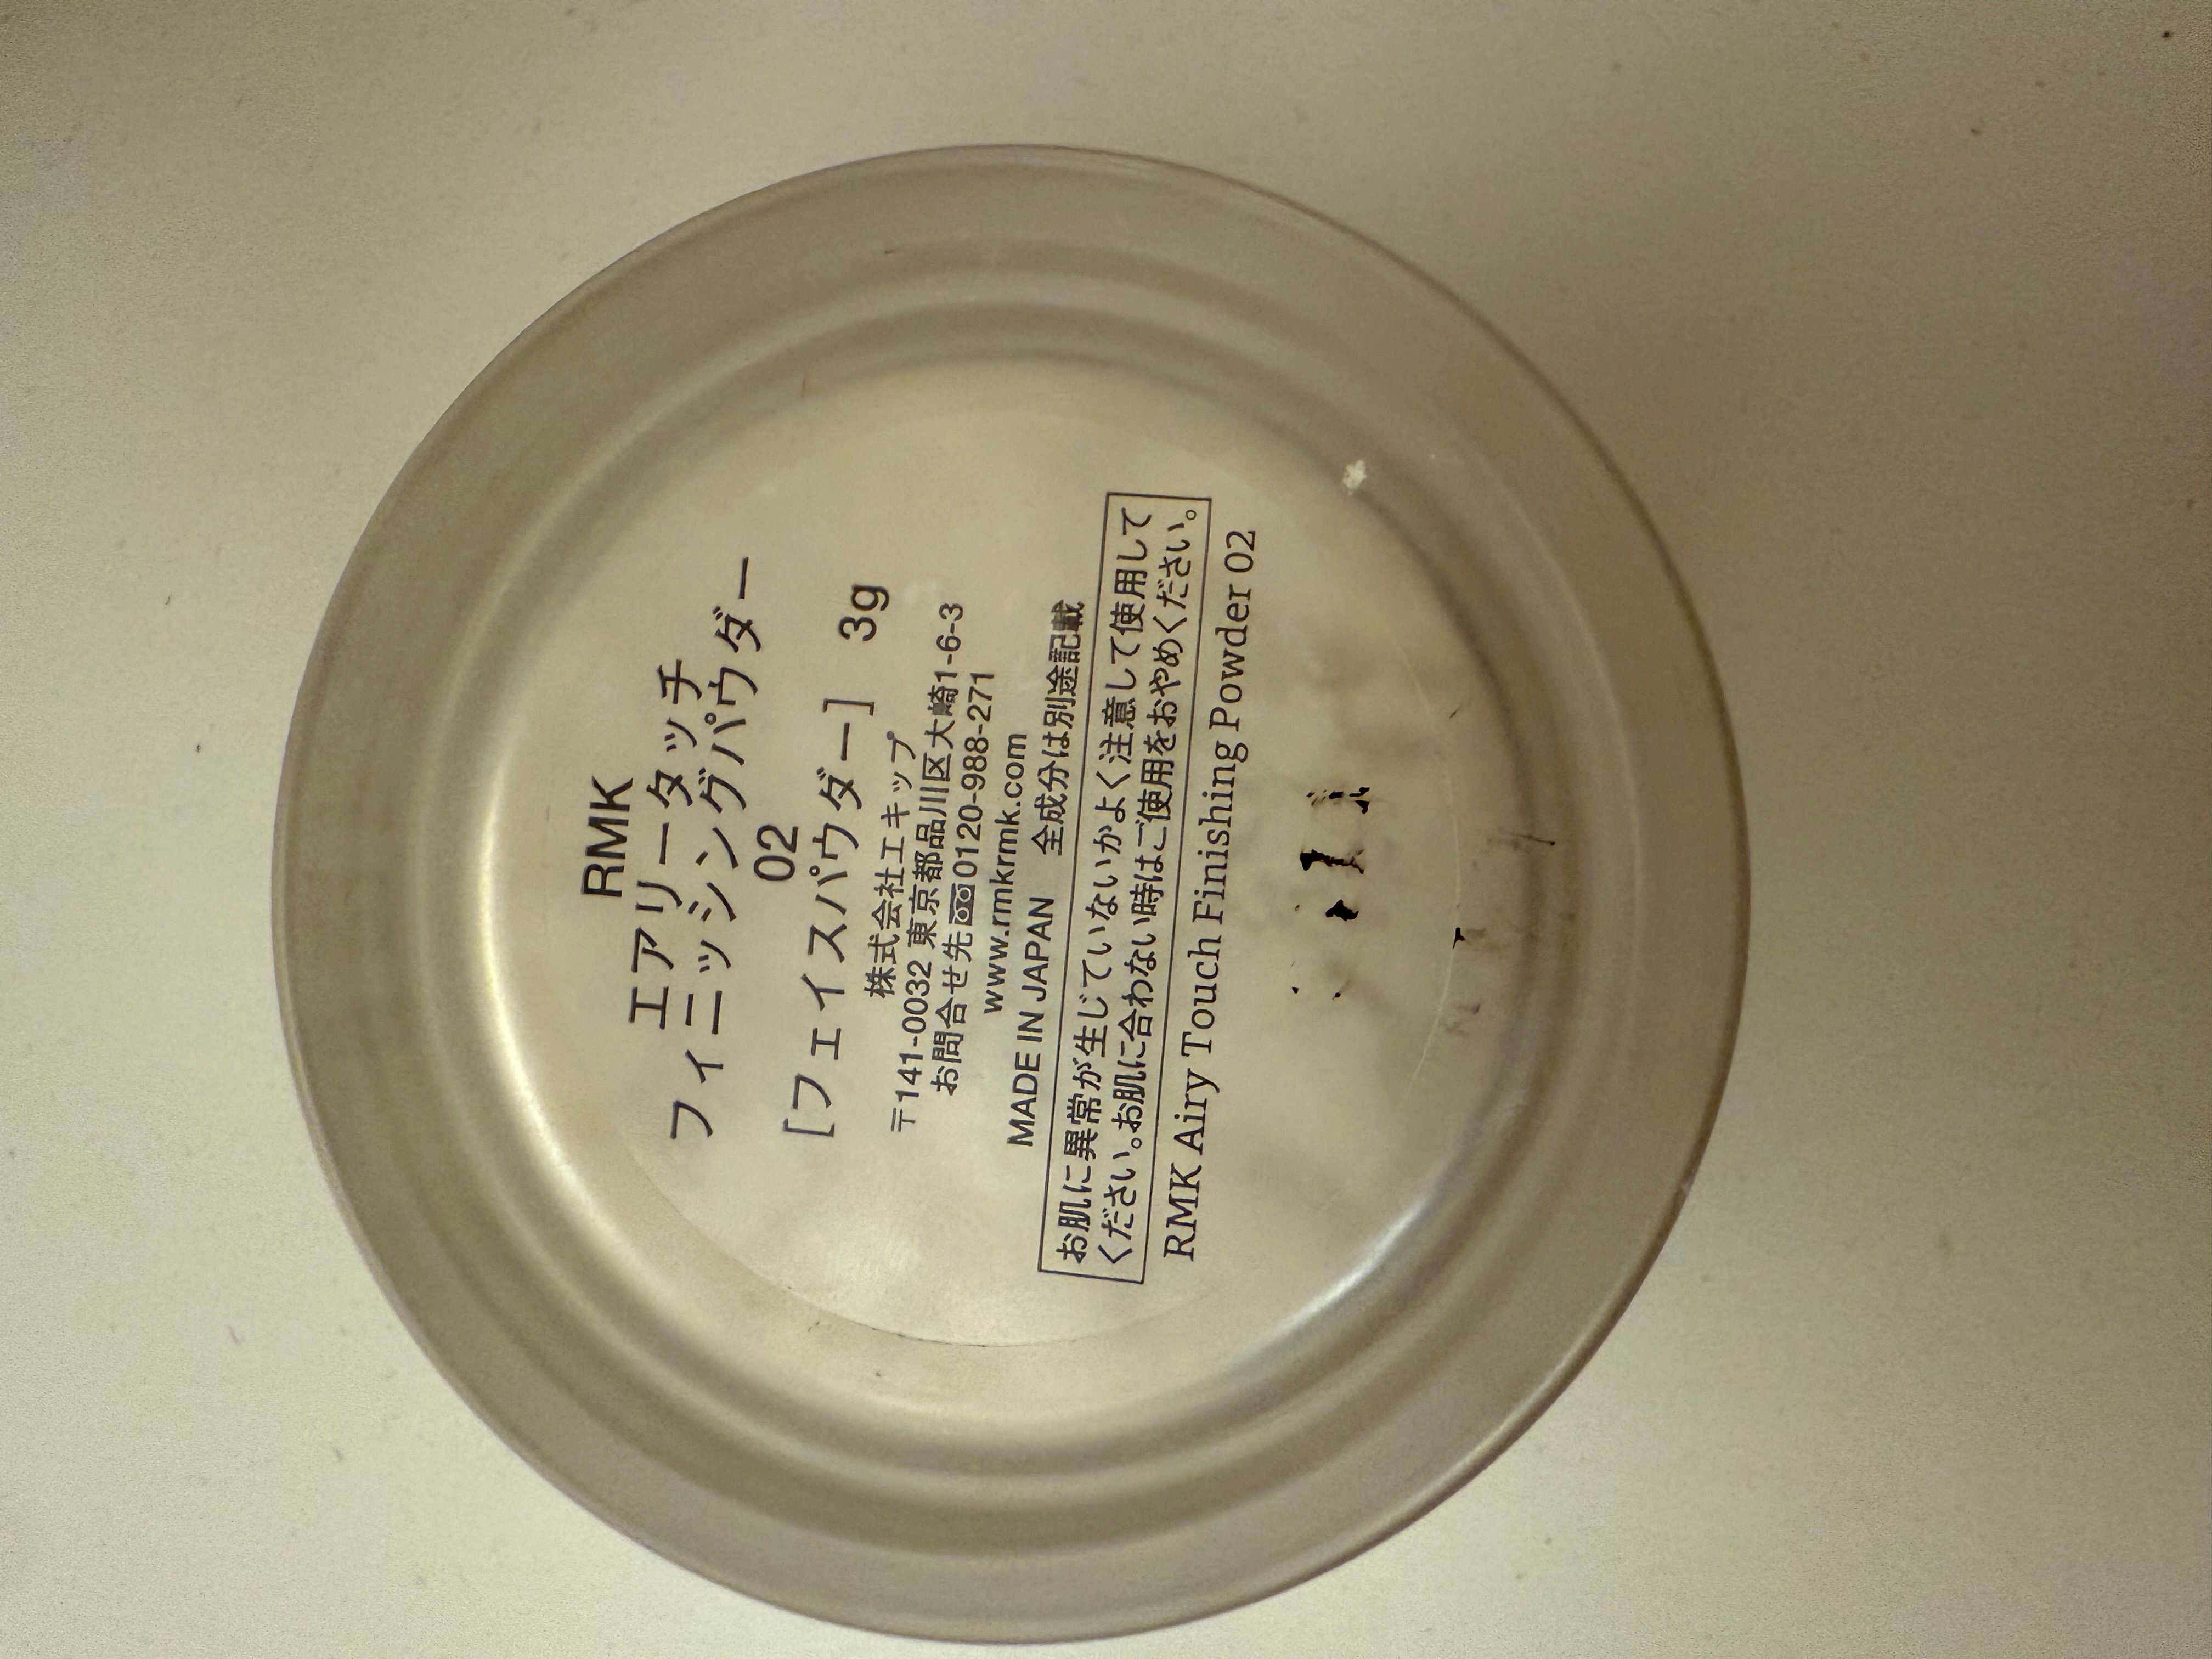 RMK
エアリータッチ
フィニッシングパウダー
02
[フェイスパウダー] 3g
株式会社エキップ
〒141-0032 東京都品川区大崎1-6-3
お問合せ先 0120-988-271
www.rmkrmk.com
MADE IN JAPAN 全成分は別途記載
お肌に異常が生じていないかよく注意して使用して
ください。お肌に合わない時はご使用をおやめください。
RMK Airy Touch Finishing Powder 02